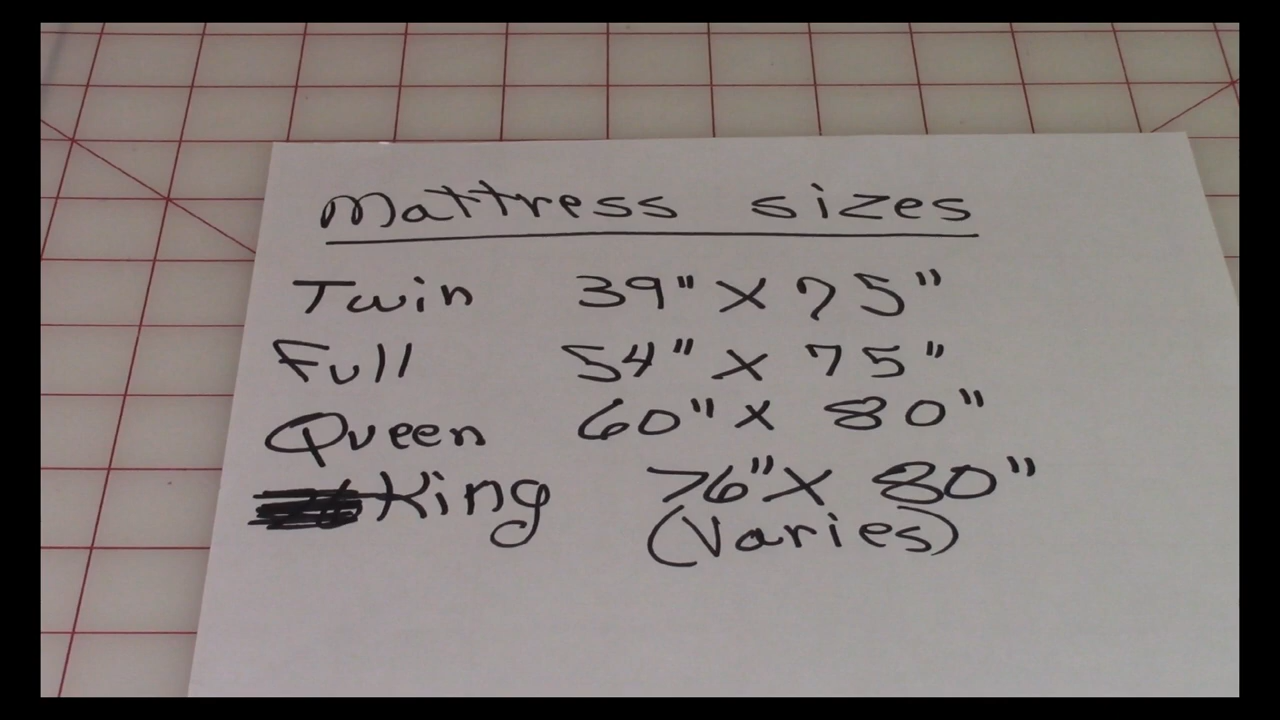 Mattress sizes
Twin 39" X 75"
Full 54" X 75"
Queen 60" X 80"
King 76" X 80"
(Varies)